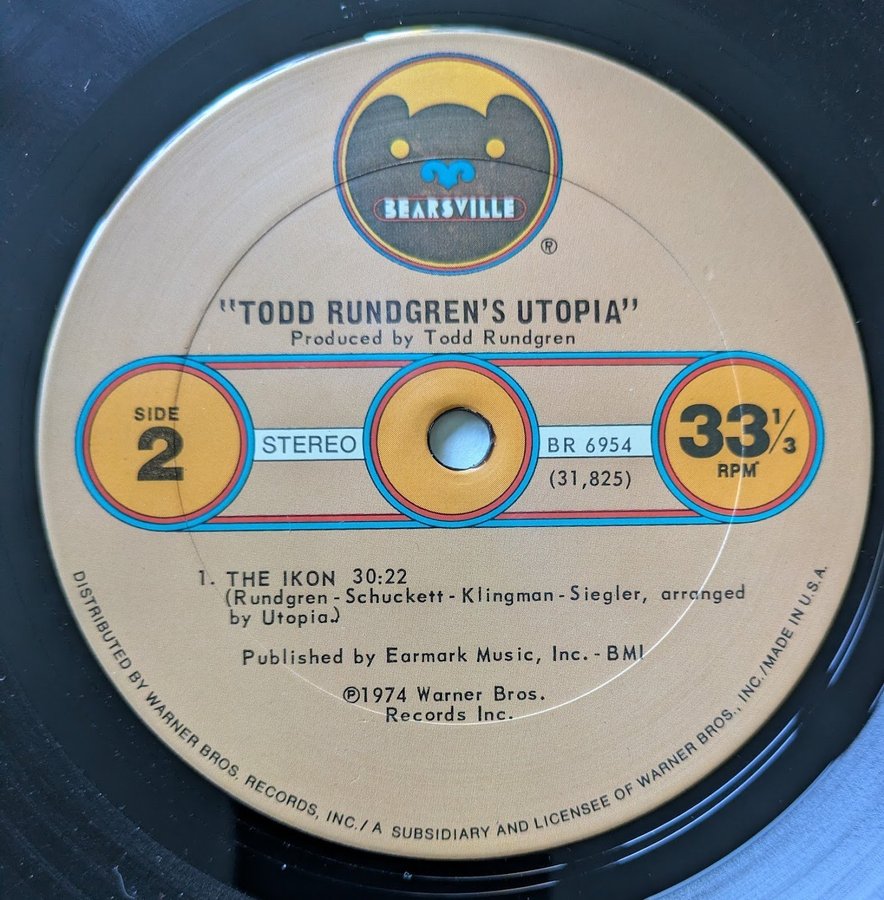 BEARSVILLE
®
"TODD RUNDGREN'S UTOPIA"
Produced by Todd Rundgren
SIDE
2
STEREO
BR 6954
(31,825)
33 1/3
RPM
1. THE IKON 30:22
(Rundgren - Schuckett - Klingman - Siegler, arranged
by Utopia.)
Published by Earmark Music, Inc. - BMI
℗1974 Warner Bros.
Records Inc.
DISTRIBUTED BY WARNER BROS. RECORDS, INC./A SUBSIDIARY AND LICENSEE OF WARNER BROS., INC./MADE IN U.S.A.